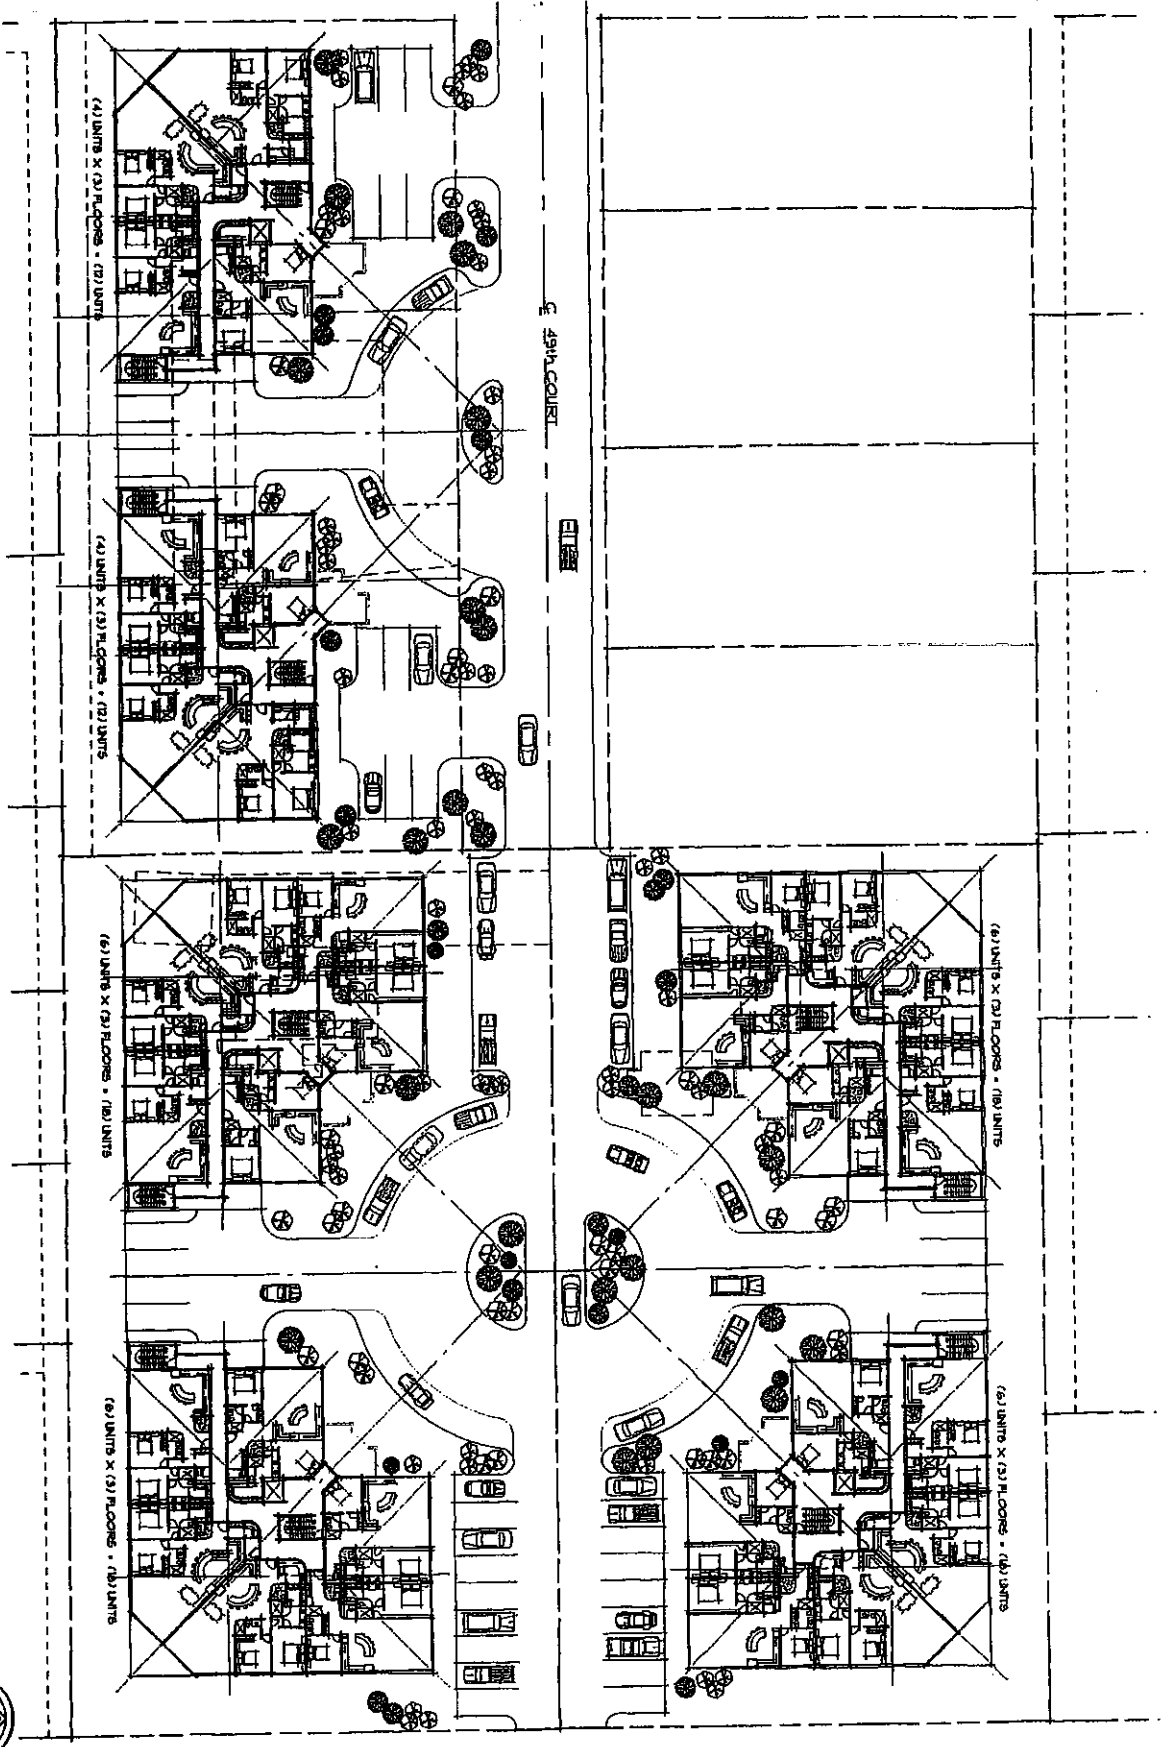 (4) UNITS X (3) FLOORS = (12) UNITS
℄ 49th COURT
(4) UNITS X (3) FLOORS = (12) UNITS
(6) UNITS X (3) FLOORS = (18) UNITS
(6) UNITS X (3) FLOORS = (18) UNITS
(6) UNITS X (3) FLOORS = (18) UNITS
(6) UNITS X (3) FLOORS = (18) UNITS